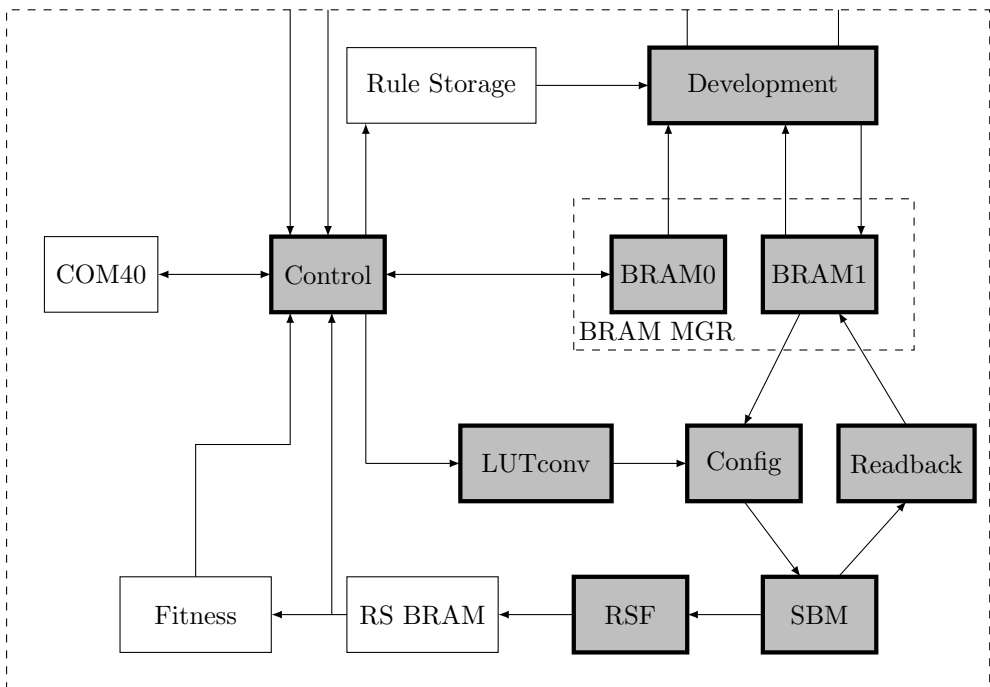 Rule Storage
Development
COM40
Control
BRAM0
BRAM1
BRAM MGR
LUTconv
Config
Readback
Fitness
RS BRAM
RSF
SBM